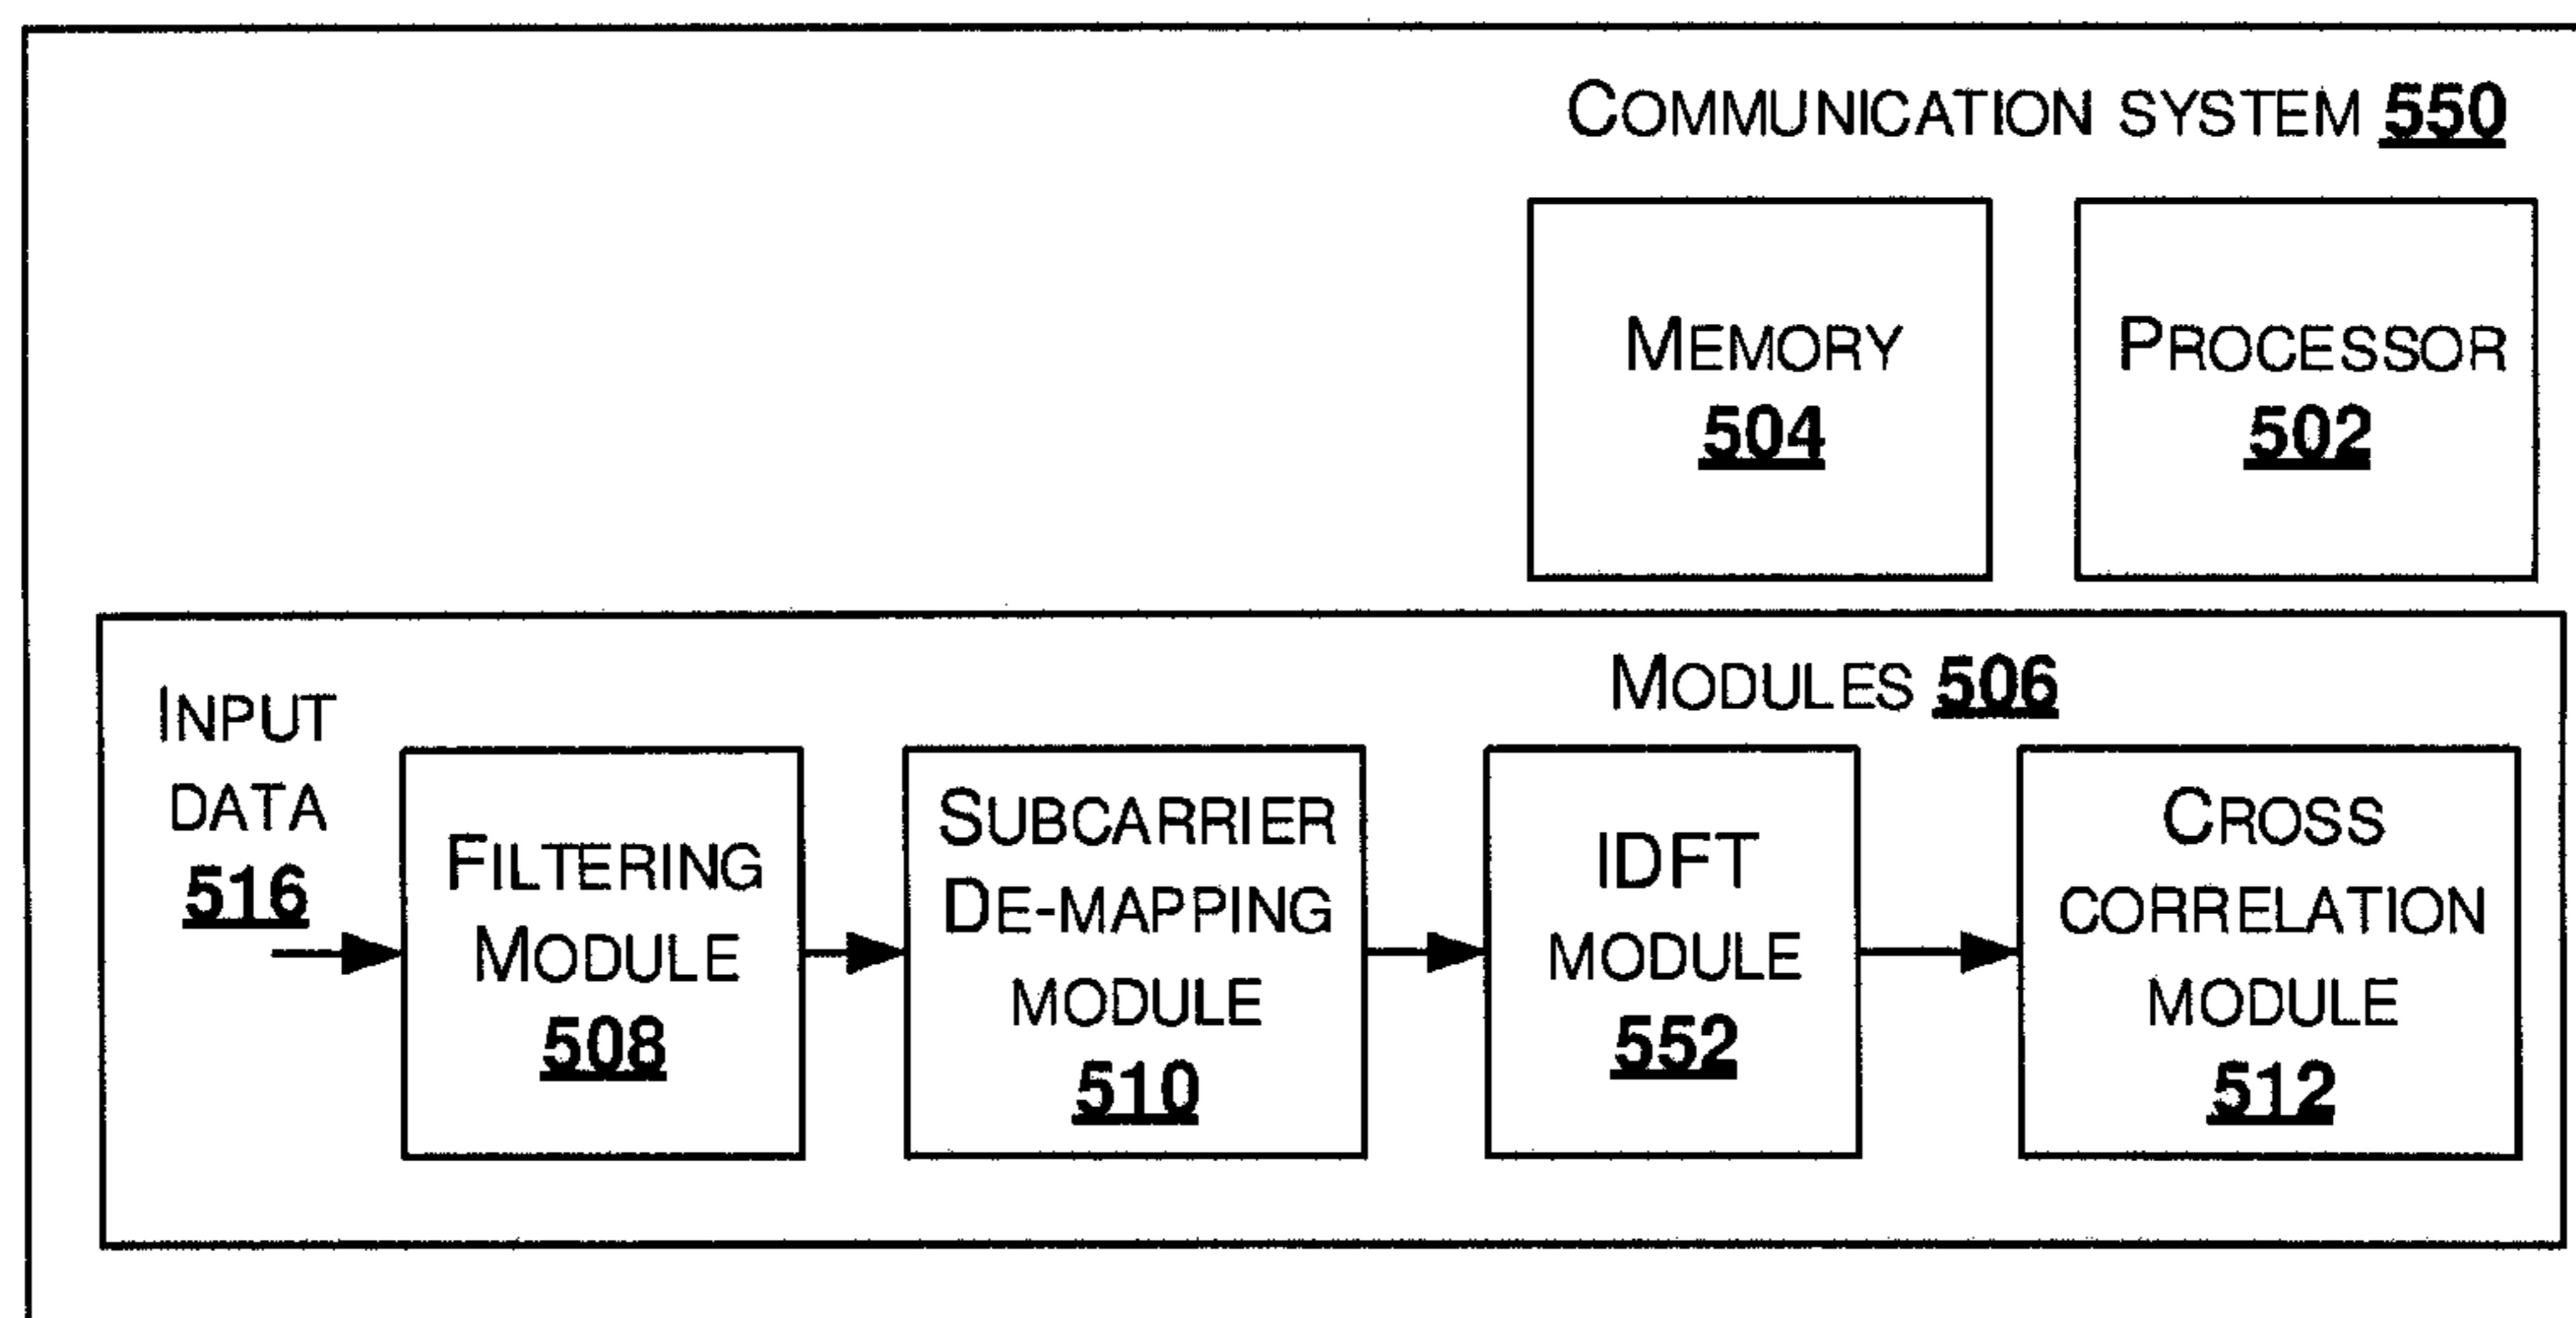 COMMUNICATION SYSTEM 550
MEMORY
504
PROCESSOR
502
MODULES 506
INPUT
DATA
516
FILTERING
MODULE
508
SUBCARRIER
DE-MAPPING
MODULE
510
IDFT
MODULE
552
CROSS
CORRELATION
MODULE
512